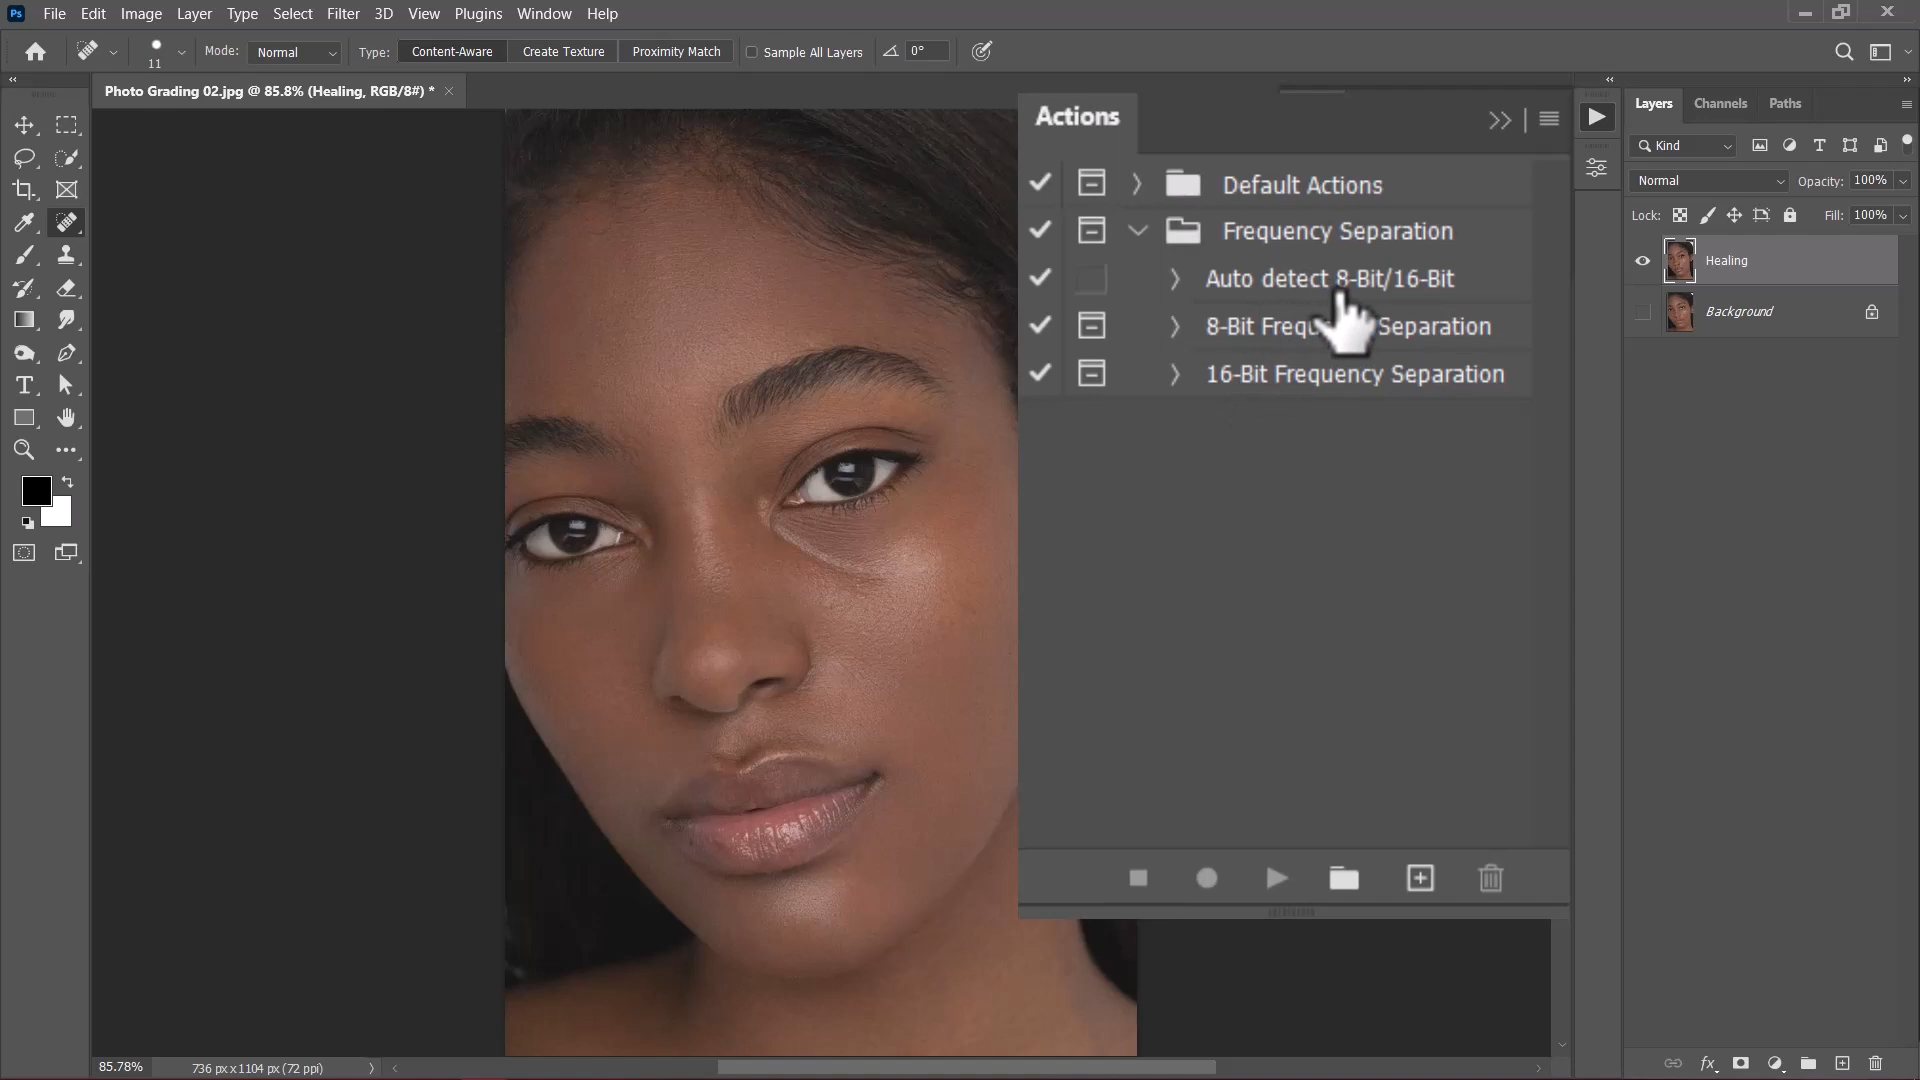 Ps File Edit Image Layer Type Select Filter 3D View Plugins Window Help
11 Mode: Normal Type: Content-Aware Create Texture Proximity Match Sample All Layers 0°
Photo Grading 02.jpg @ 85.8% (Healing, RGB/8#) * ×
Actions
Default Actions
Frequency Separation
Auto detect 8-Bit/16-Bit
8-Bit Frequ Separation
16-Bit Frequency Separation
Layers Channels Paths
Kind
Normal Opacity: 100%
Lock: Fill: 100%
Healing
Background
fx
85.78% 736 px x 1104 px (72 ppi)